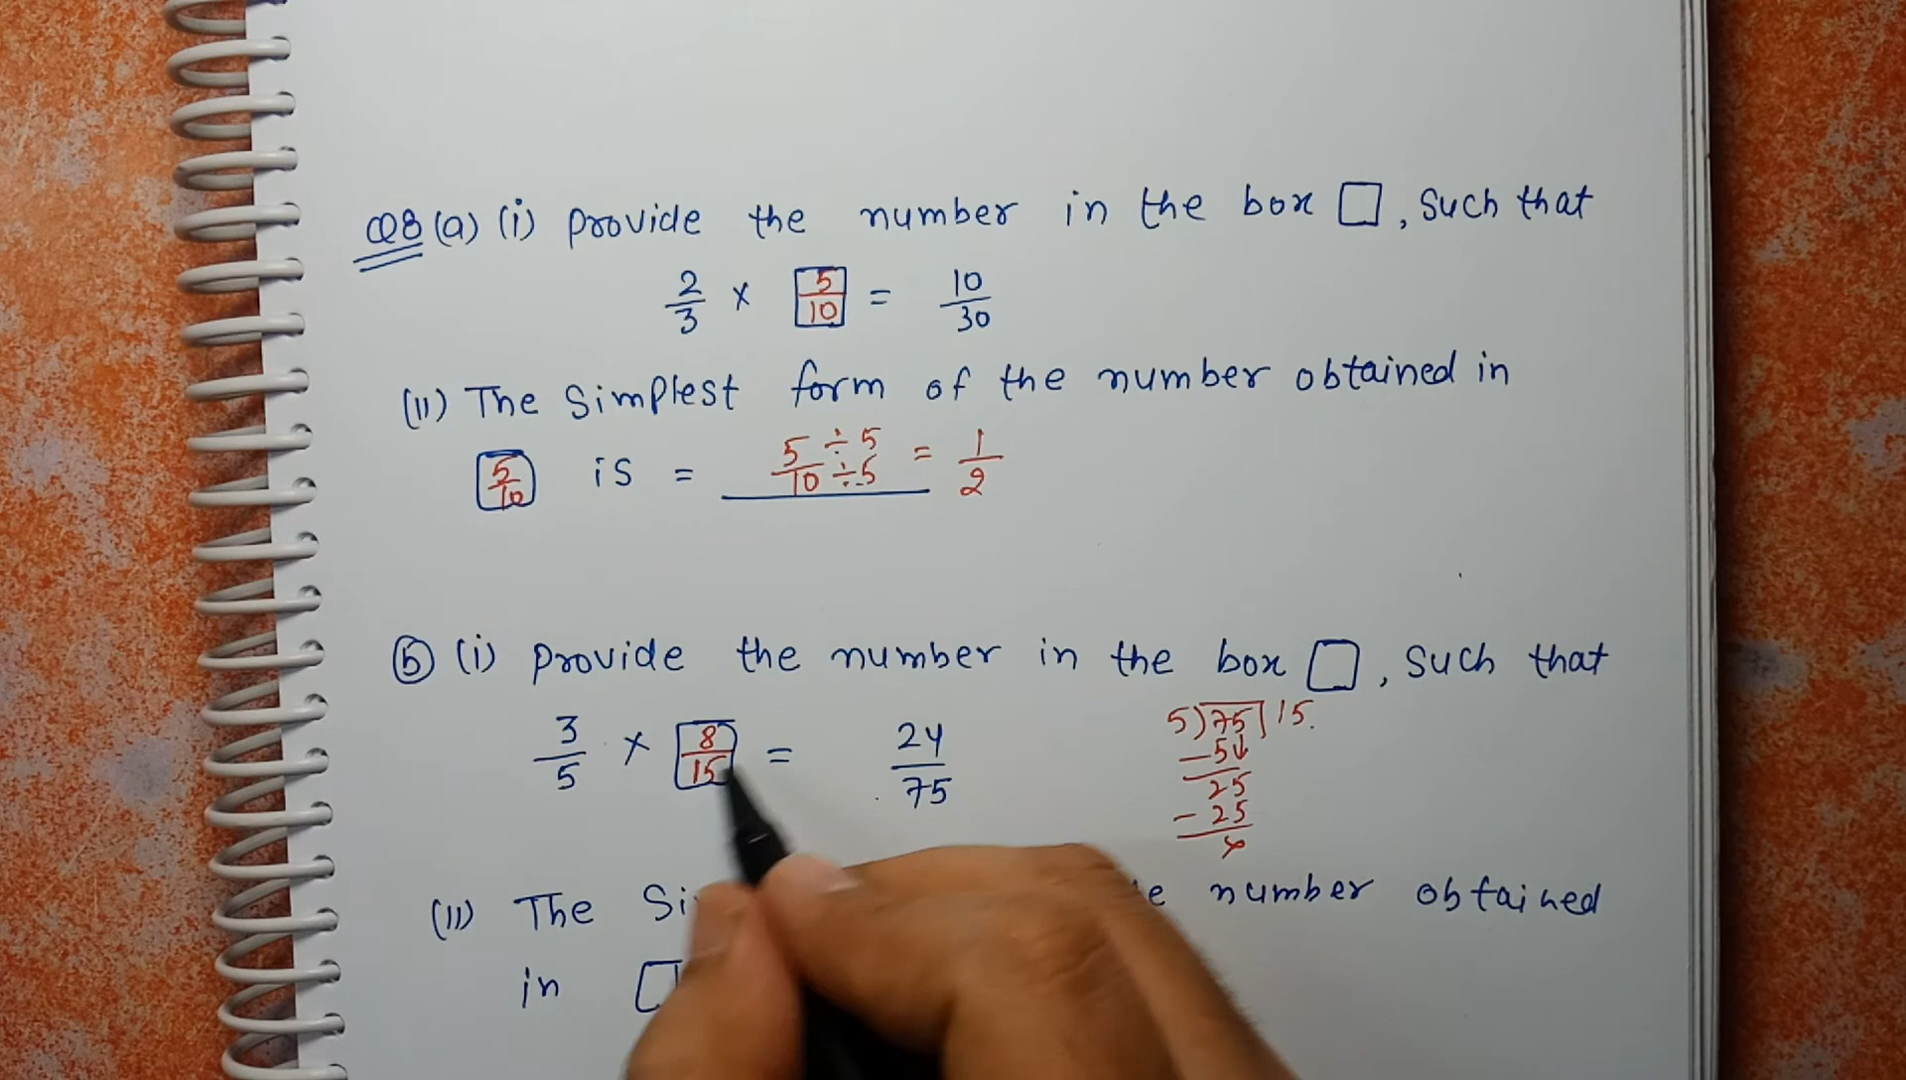 Q8 (a) (i) Provide the number in the box □, such that
2/3 × 5/10 = 10/30
(ii) The simplest form of the number obtained in
5/10 is = 5÷5/10÷5 = 1/2
(b) (i) Provide the number in the box □, such that
3/5 × 8/15 = 24/75
5)75(15.
-5↓
25
-25
×
(ii) The Si number obtained
in □